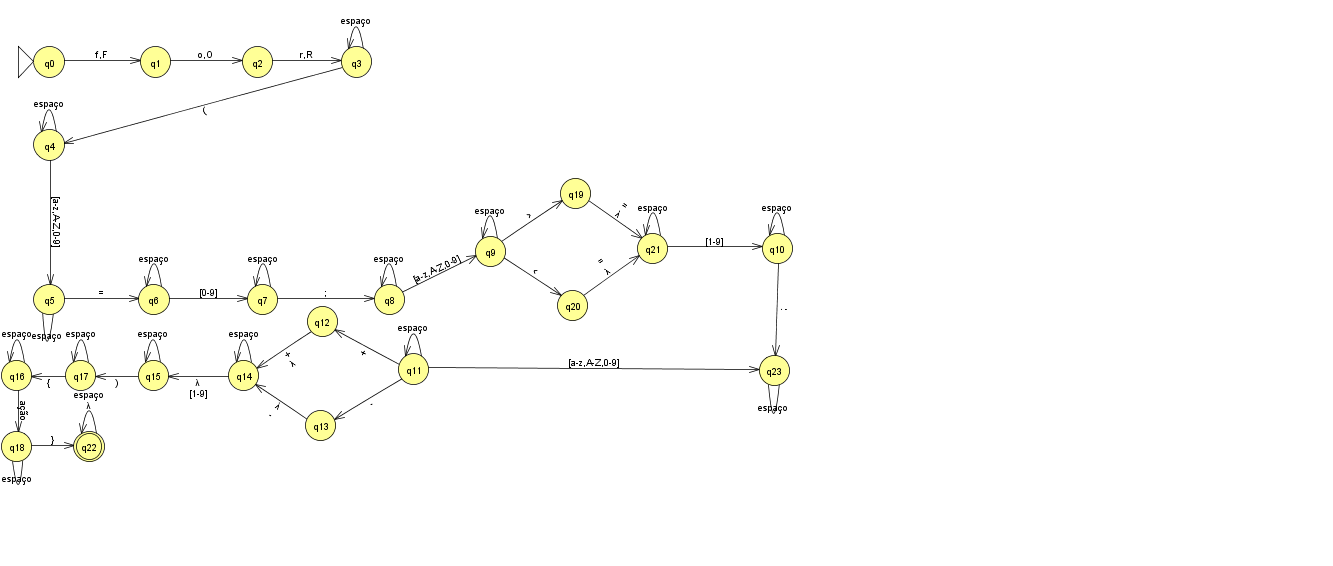 espaço
q0
f,F
q1
o,O
q2
r,R
q3
(
espaço
q4
[a-z,A-Z,0-9]
q19
=
λ
espaço
q9
espaço
q21
[1-9]
espaço
q10
=
λ
q20
espaço
q5
=
espaço
q6
[0-9]
espaço
q7
;
espaço
q8
[a-z,A-Z,0-9]
espaço
q12
+
λ
+
espaço
q11
[a-z,A-Z,0-9]
q23
espaço
espaço
q16
{
espaço
q17
)
espaço
q15
λ
[1-9]
espaço
q14
λ
-
q13
-
ação
espaço
λ
q18
}
q22
espaço